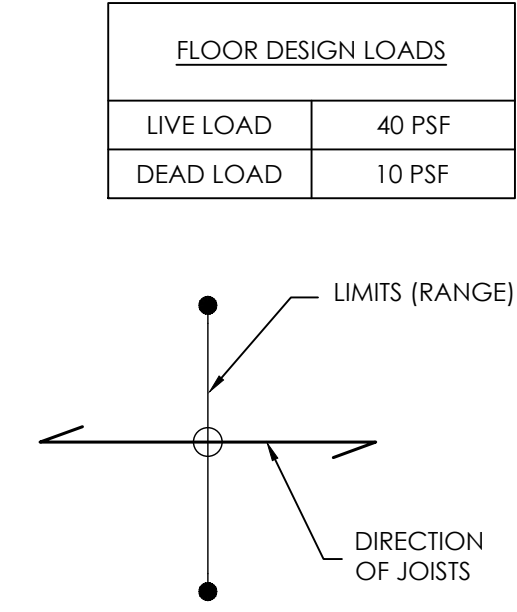 FLOOR DESIGN LOADS
LIVE LOAD 40 PSF
DEAD LOAD 10 PSF
LIMITS (RANGE)
DIRECTION
OF JOISTS